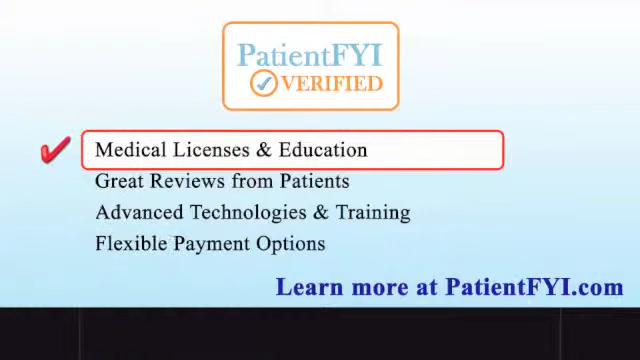 PatientFYI
VERIFIED
Medical Licenses & Education
Great Reviews from Patients
Advanced Technologies & Training
Flexible Payment Options
Learn more at PatientFYI.com